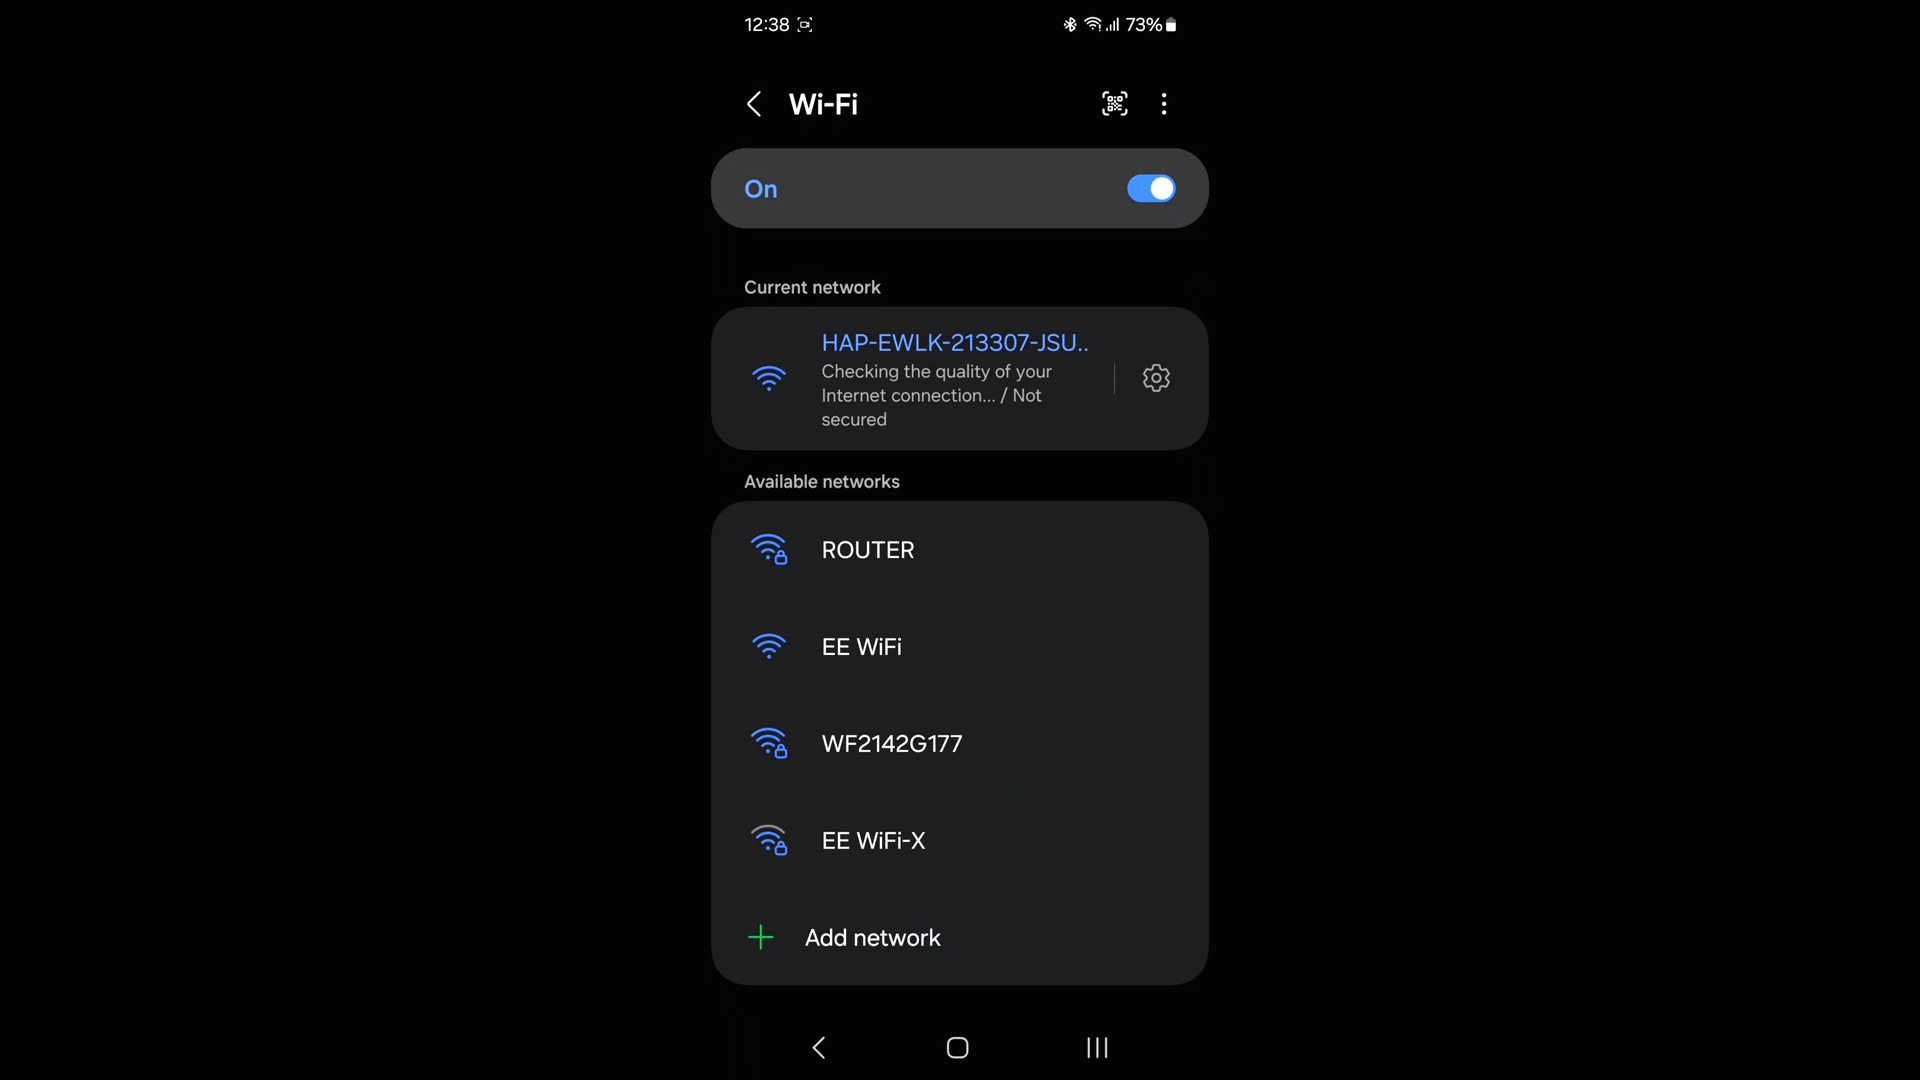 12:38 73%
Wi-Fi
On
Current network
HAP-EWLK-213307-JSU..
Checking the quality of your
Internet connection... / Not
secured
Available networks
ROUTER
EE WiFi
WF2142G177
EE WiFi-X
Add network